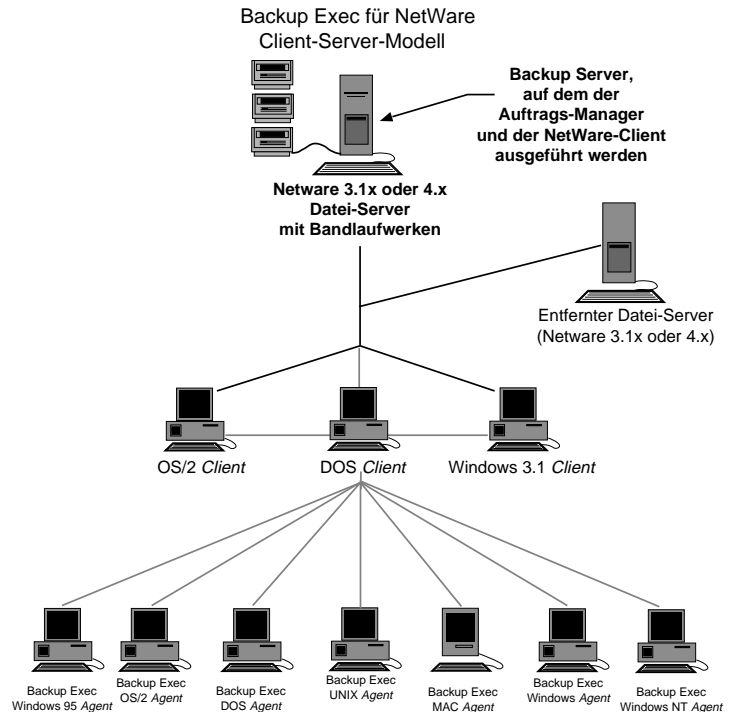 Backup Exec für NetWare
Client-Server-Modell
Backup Server,
auf dem der
Auftrags-Manager
und der NetWare-Client
ausgeführt werden
Netware 3.1x oder 4.x
Datei-Server
mit Bandlaufwerken
Entfernter Datei-Server
(Netware 3.1x oder 4.x)
OS/2 Client
DOS Client
Windows 3.1 Client
Backup Exec
Windows 95 Agent
Backup Exec
OS/2 Agent
Backup Exec
DOS Agent
Backup Exec
UNIX Agent
Backup Exec
MAC Agent
Backup Exec
Windows Agent
Backup Exec
Windows NT Agent